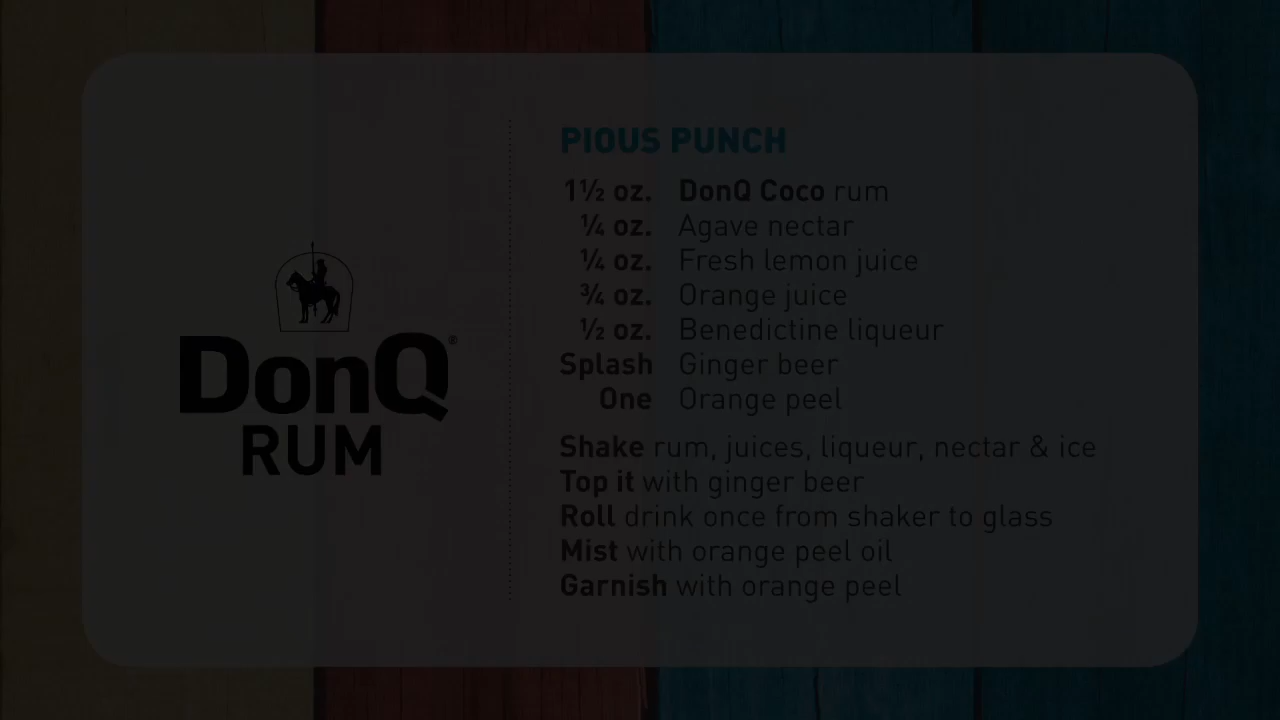 DonQ®
RUM
PIOUS PUNCH
1½ oz. DonQ Coco rum
¼ oz. Agave nectar
¼ oz. Fresh lemon juice
¾ oz. Orange juice
½ oz. Benedictine liqueur
Splash Ginger beer
One Orange peel
Shake rum, juices, liqueur, nectar & ice
Top it with ginger beer
Roll drink once from shaker to glass
Mist with orange peel oil
Garnish with orange peel